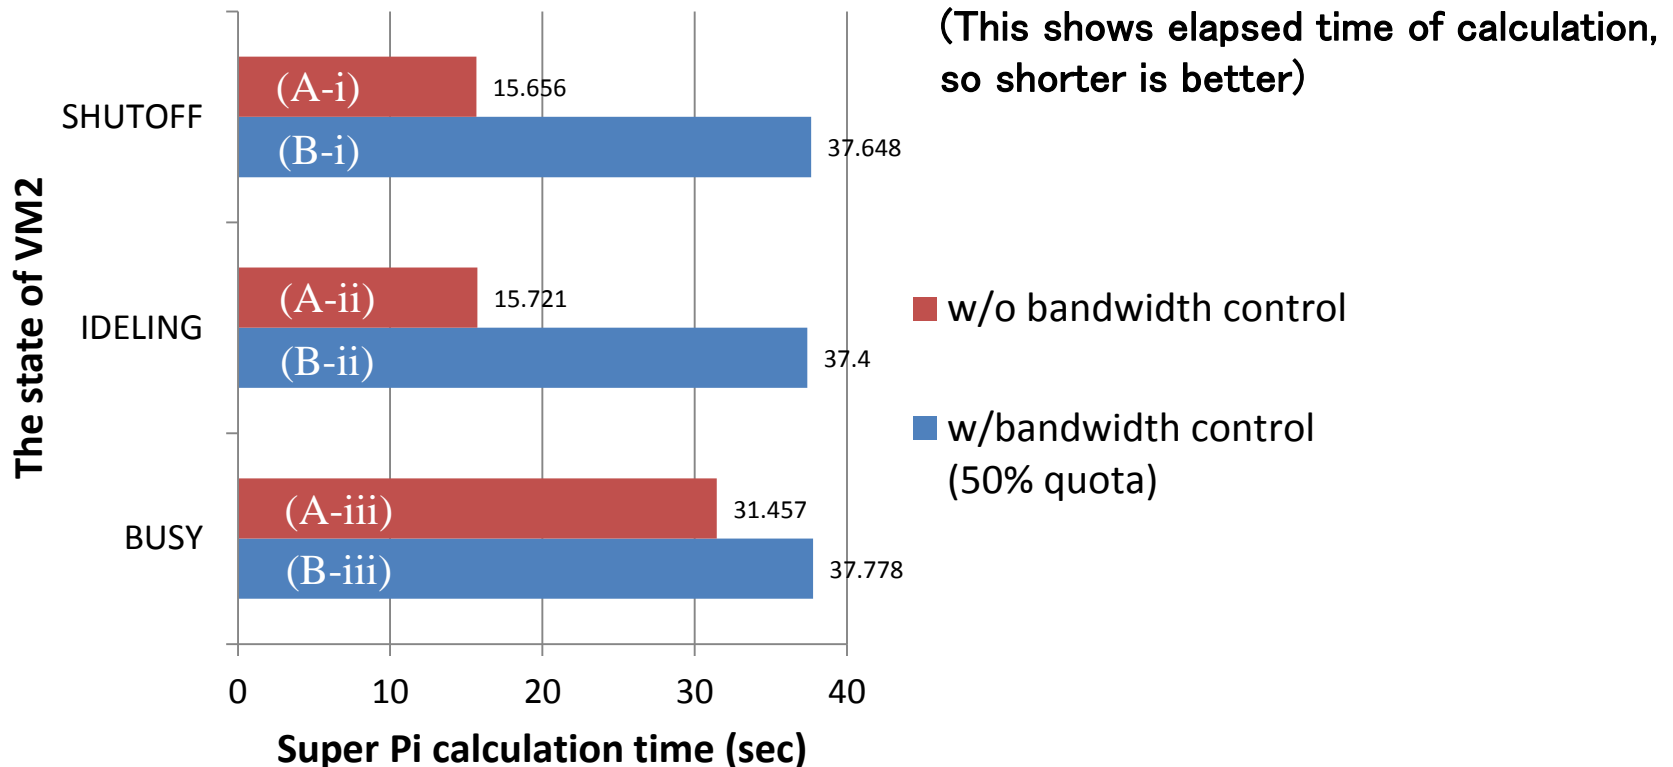 (This shows elapsed time of calculation,
so shorter is better)
The state of VM2
SHUTOFF
(A-i)
15.656
(B-i)
37.648
IDELING
(A-ii)
15.721
(B-ii)
37.4
BUSY
(A-iii)
31.457
(B-iii)
37.778
0 10 20 30 40
Super Pi calculation time (sec)
w/o bandwidth control
w/bandwidth control
(50% quota)